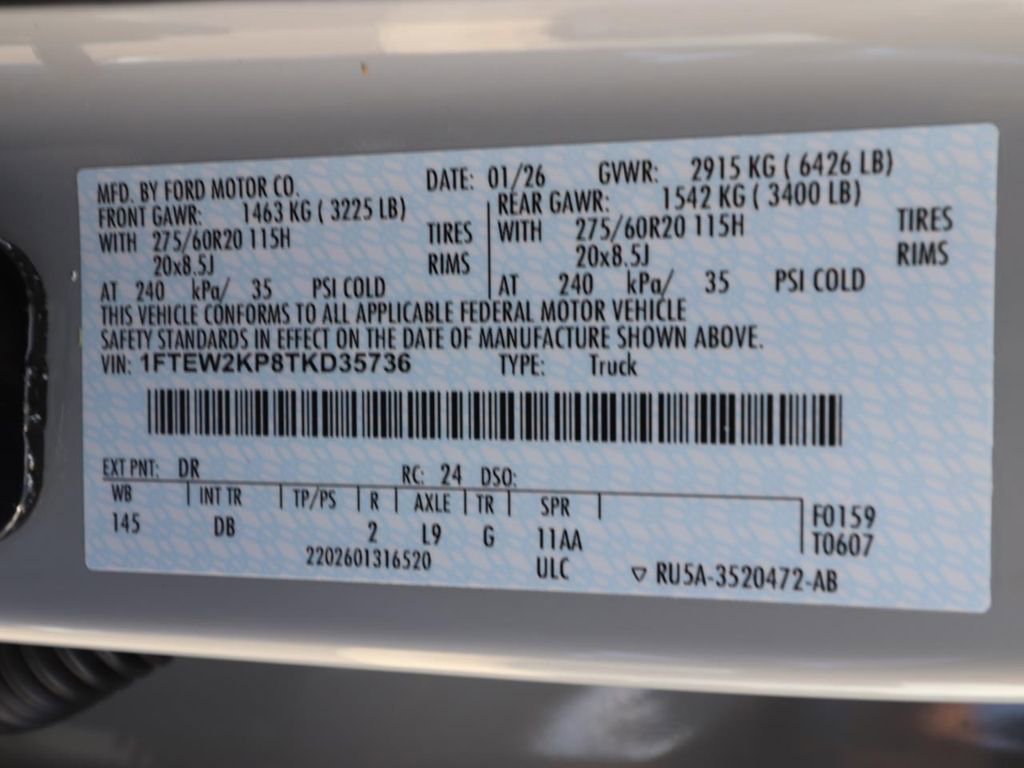 MFD. BY FORD MOTOR CO. DATE: 01/26 GVWR: 2915 KG ( 6426 LB)
FRONT GAWR: 1463 KG ( 3225 LB) REAR GAWR: 1542 KG ( 3400 LB)
WITH 275/60R20 115H TIRES WITH 275/60R20 115H TIRES
20x8.5J RIMS 20x8.5J RIMS
AT 240 kPa/ 35 PSI COLD AT 240 kPa/ 35 PSI COLD
THIS VEHICLE CONFORMS TO ALL APPLICABLE FEDERAL MOTOR VEHICLE
SAFETY STANDARDS IN EFFECT ON THE DATE OF MANUFACTURE SHOWN ABOVE.
VIN: 1FTEW2KP8TKD35736 TYPE: Truck
EXT PNT: DR RC: 24 DSO:
WB INT TR TP/PS R AXLE TR SPR
145 DB 2 L9 G 11AA
F0159
T0607
2202601316520 ULC ▽ RU5A-3520472-AB